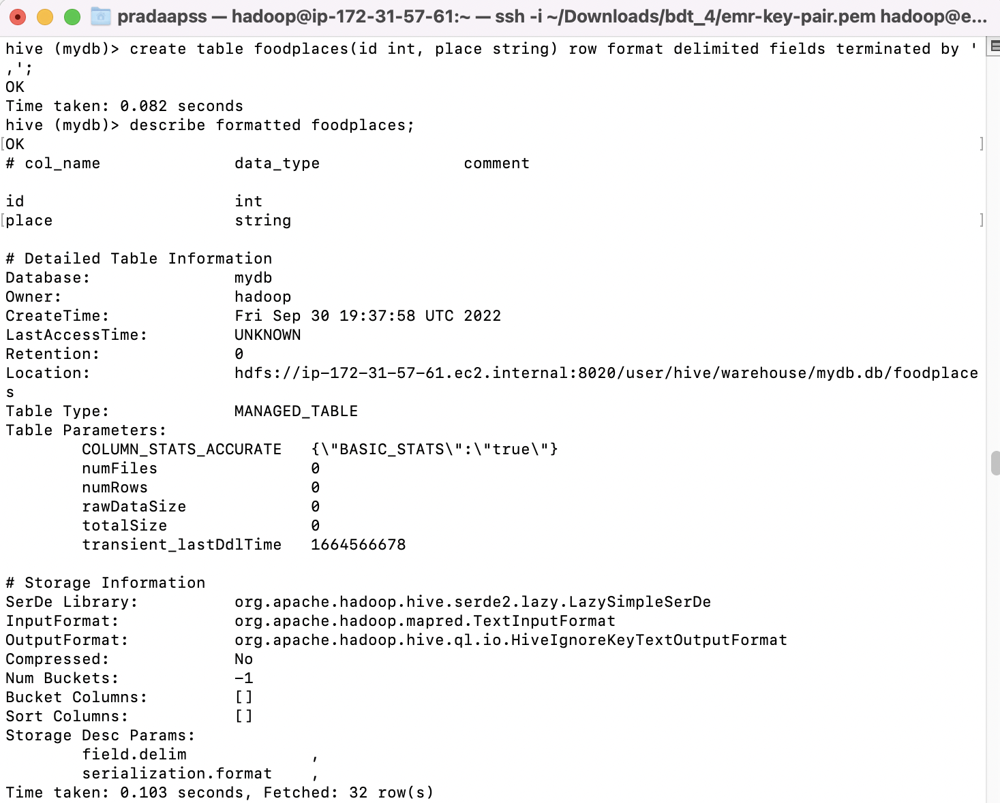 pradaapss — hadoop@ip-172-31-57-61:~ — ssh -i ~/Downloads/bdt_4/emr-key-pair.pem hadoop@e...
hive (mydb)> create table foodplaces(id int, place string) row format delimited fields terminated by '
,';
OK
Time taken: 0.082 seconds
hive (mydb)> describe formatted foodplaces;
[OK ]
# col_name data_type comment
id int
[place string ]
# Detailed Table Information
Database: mydb
Owner: hadoop
CreateTime: Fri Sep 30 19:37:58 UTC 2022
LastAccessTime: UNKNOWN
Retention: 0
Location: hdfs://ip-172-31-57-61.ec2.internal:8020/user/hive/warehouse/mydb.db/foodplace
s
Table Type: MANAGED_TABLE
Table Parameters:
COLUMN_STATS_ACCURATE {\"BASIC_STATS\":\"true\"}
numFiles 0
numRows 0
rawDataSize 0
totalSize 0
transient_lastDdlTime 1664566678
# Storage Information
SerDe Library: org.apache.hadoop.hive.serde2.lazy.LazySimpleSerDe
InputFormat: org.apache.hadoop.mapred.TextInputFormat
OutputFormat: org.apache.hadoop.hive.ql.io.HiveIgnoreKeyTextOutputFormat
Compressed: No
Num Buckets: -1
Bucket Columns: []
Sort Columns: []
Storage Desc Params:
field.delim ,
serialization.format ,
Time taken: 0.103 seconds, Fetched: 32 row(s)